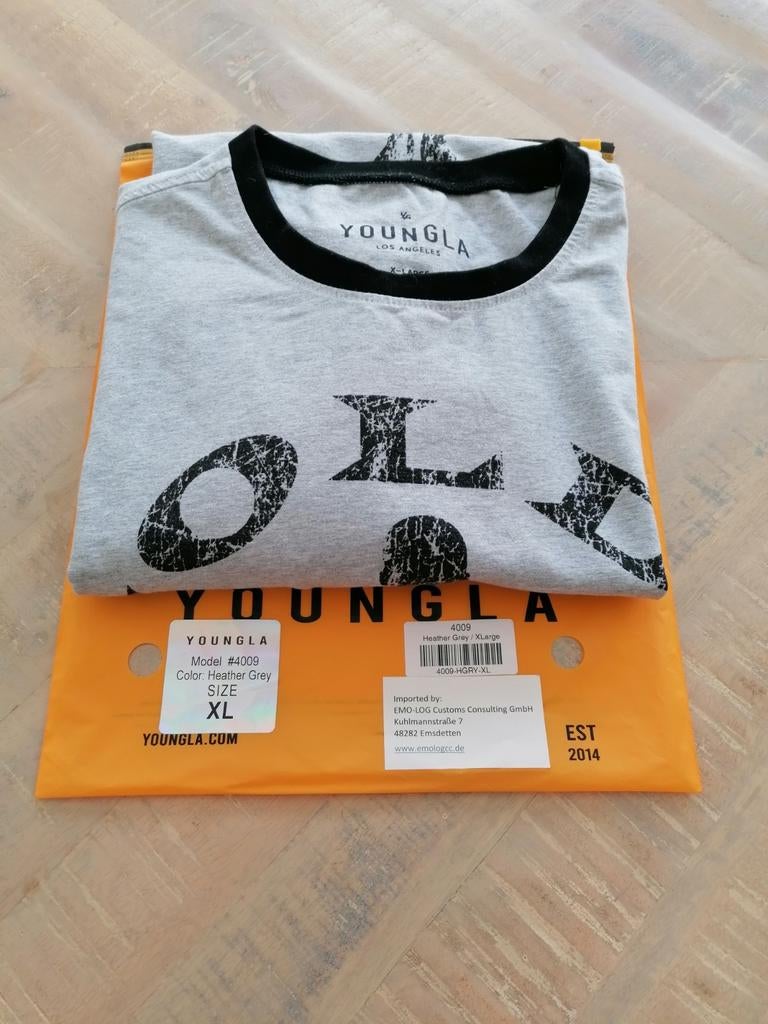 YOUNGLA
LOS ANGELES
OLD
YOUNGLA
YOUNGLA
Model #4009
Color: Heather Grey
SIZE
XL
YOUNGLA.COM
4009
Heather Grey / XLarge
4009-HGRY-XL
Imported by:
EMO-LOG Customs Consulting GmbH
Kuhlmannstraße 7
48282 Emsdetten
www.emologcc.de
EST
2014